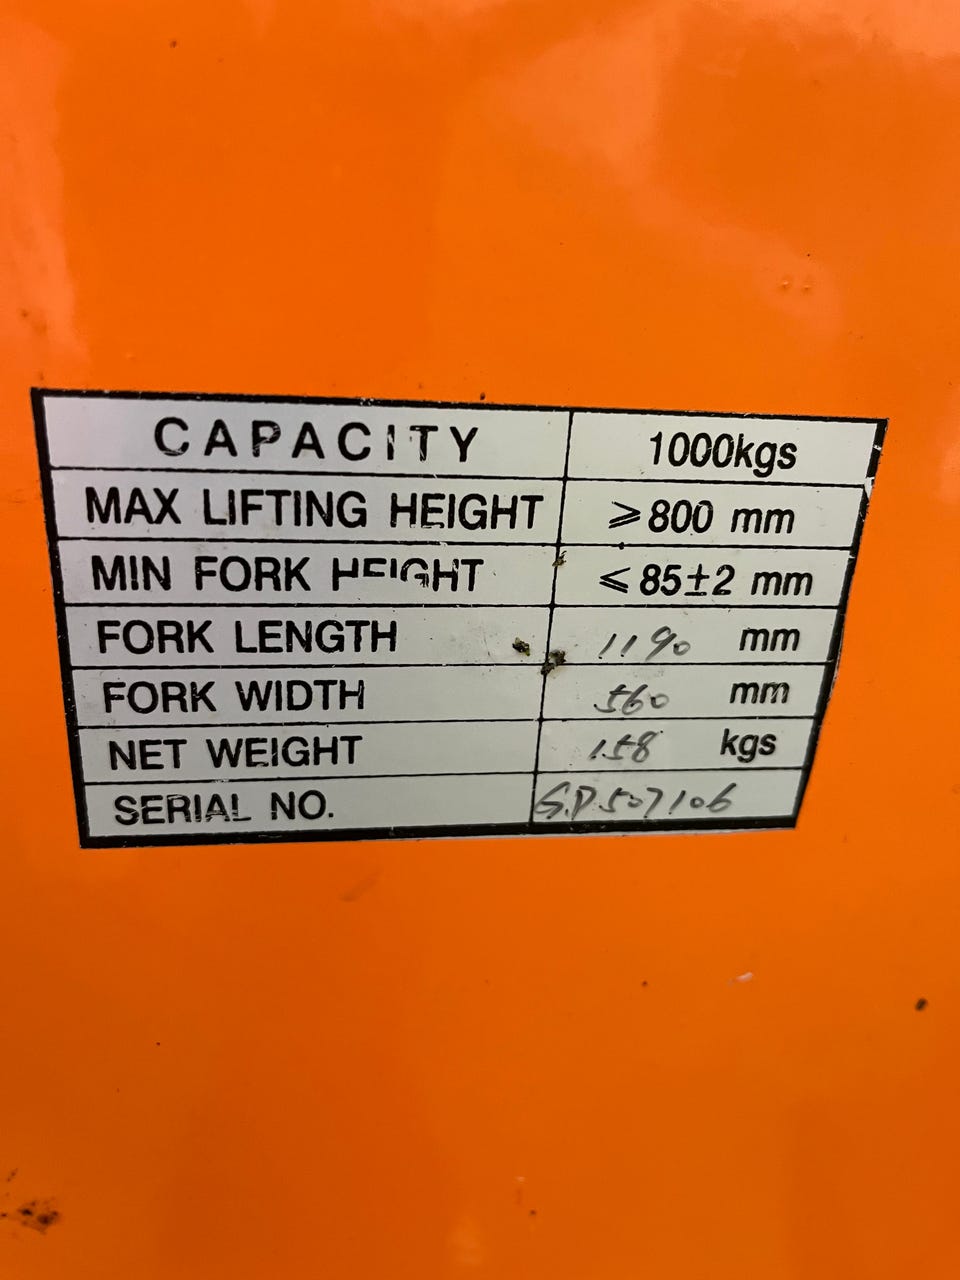 CAPACITY 1000kgs
MAX LIFTING HEIGHT ⩾800 mm
MIN FORK HEIGHT ⩽85±2 mm
FORK LENGTH 1190 mm
FORK WIDTH 560 mm
NET WEIGHT 158 kgs
SERIAL NO. G.D507106